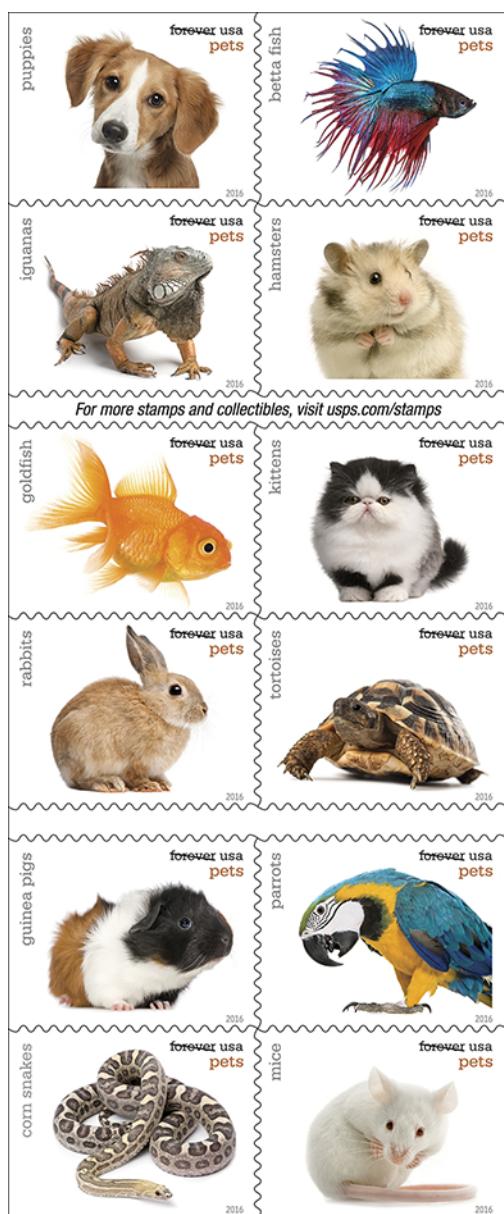 puppies
forever usa
pets
2016
betta fish
forever usa
pets
2016
iguanas
forever usa
pets
2016
hamsters
forever usa
pets
2016
For more stamps and collectibles, visit usps.com/stamps
goldfish
forever usa
pets
2016
kittens
forever usa
pets
2016
rabbits
forever usa
pets
2016
tortoises
forever usa
pets
2016
guinea pigs
forever usa
pets
2016
parrots
forever usa
pets
2016
corn snakes
forever usa
pets
2016
mice
forever usa
pets
2016